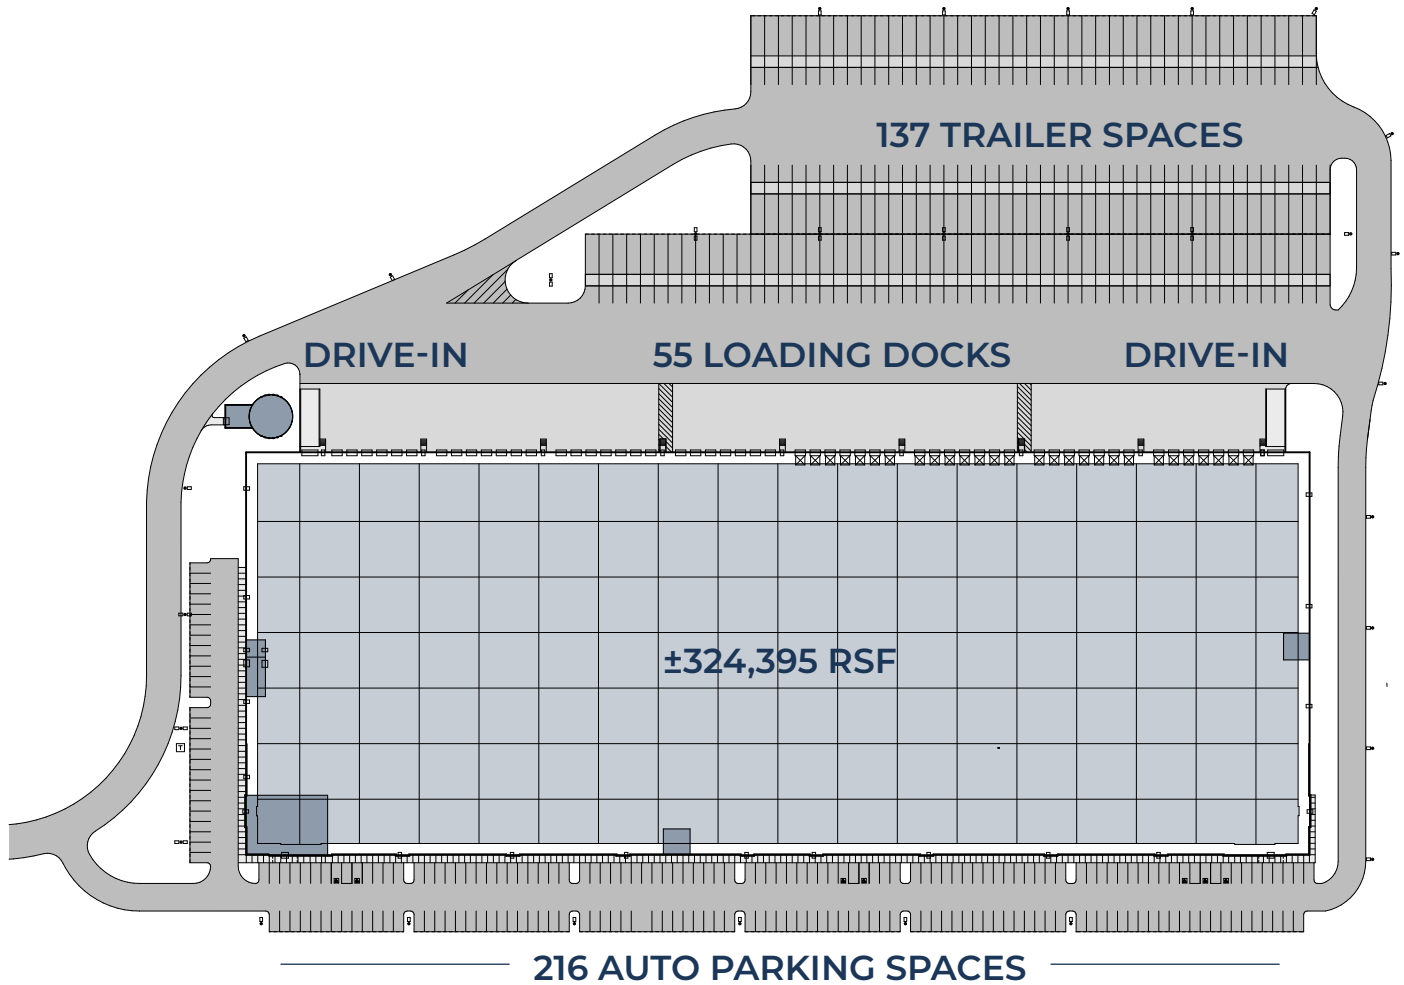 137 TRAILER SPACES
DRIVE-IN
55 LOADING DOCKS
DRIVE-IN
±324,395 RSF
T
216 AUTO PARKING SPACES